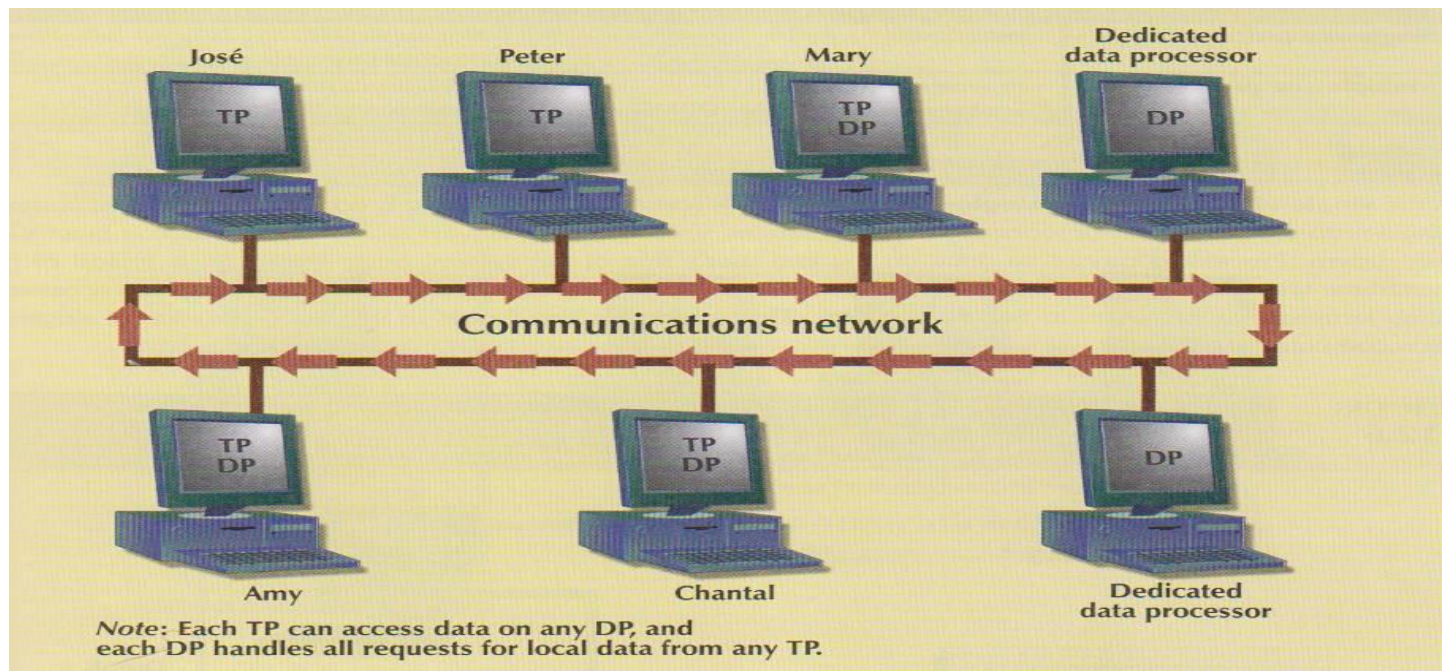 José
Peter
Mary
Dedicated
data processor
TP
TP
TP
DP
DP
Communications network
TP
DP
TP
DP
DP
Amy
Chantal
Dedicated
data processor
Note: Each TP can access data on any DP, and
each DP handles all requests for local data from any TP.